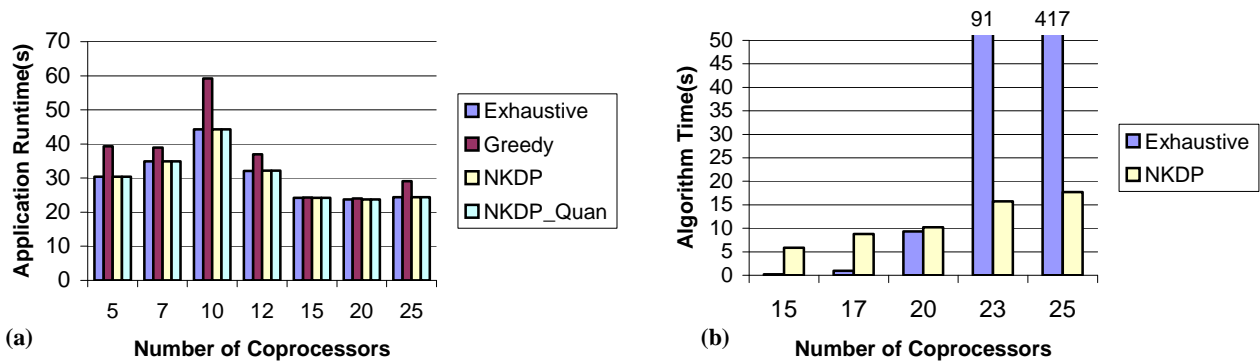 Application Runtime(s)
70
60
50
40
30
20
10
0
5 7 10 12 15 20 25
Number of Coprocessors
(a)
Exhaustive
Greedy
NKDP
NKDP_Quan
91 417
Algorithm Time(s)
50
45
40
35
30
25
20
15
10
5
0
15 17 20 23 25
Number of Coprocessors
(b)
Exhaustive
NKDP